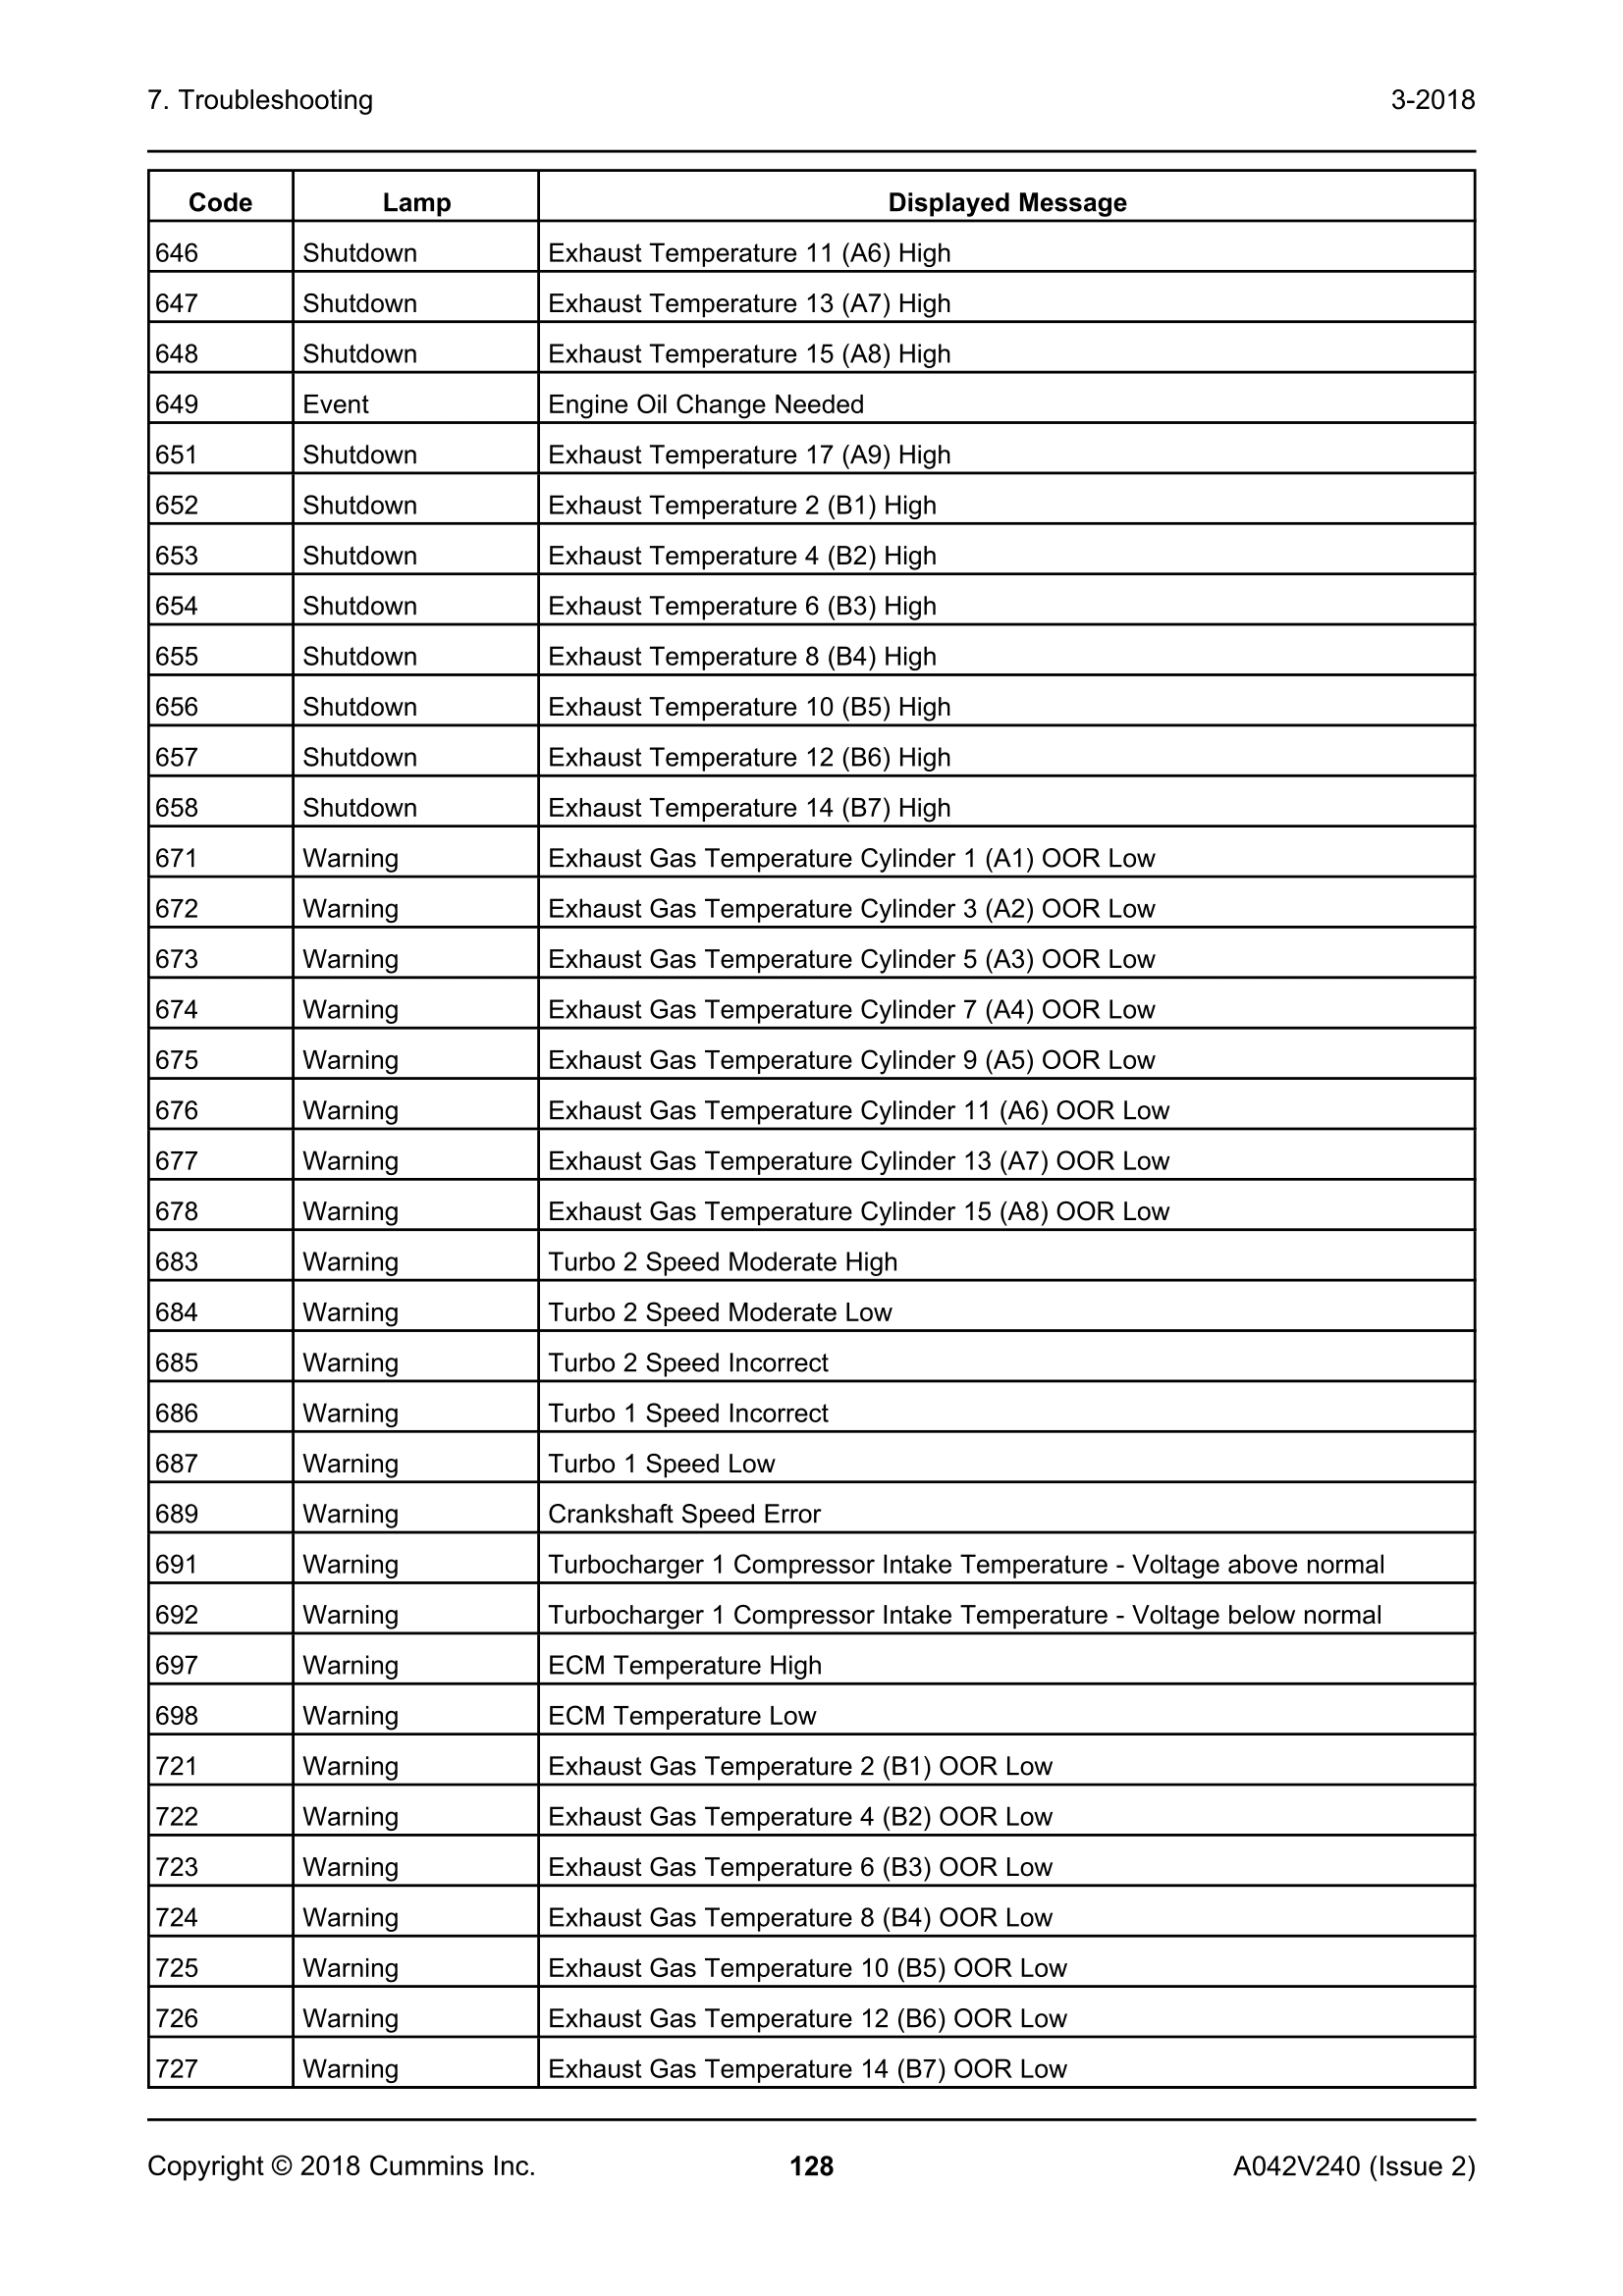 7. Troubleshooting 3-2018
Code Lamp Displayed Message
646 Shutdown Exhaust Temperature 11 (A6) High
647 Shutdown Exhaust Temperature 13 (A7) High
648 Shutdown Exhaust Temperature 15 (A8) High
649 Event Engine Oil Change Needed
651 Shutdown Exhaust Temperature 17 (A9) High
652 Shutdown Exhaust Temperature 2 (B1) High
653 Shutdown Exhaust Temperature 4 (B2) High
654 Shutdown Exhaust Temperature 6 (B3) High
655 Shutdown Exhaust Temperature 8 (B4) High
656 Shutdown Exhaust Temperature 10 (B5) High
657 Shutdown Exhaust Temperature 12 (B6) High
658 Shutdown Exhaust Temperature 14 (B7) High
671 Warning Exhaust Gas Temperature Cylinder 1 (A1) OOR Low
672 Warning Exhaust Gas Temperature Cylinder 3 (A2) OOR Low
673 Warning Exhaust Gas Temperature Cylinder 5 (A3) OOR Low
674 Warning Exhaust Gas Temperature Cylinder 7 (A4) OOR Low
675 Warning Exhaust Gas Temperature Cylinder 9 (A5) OOR Low
676 Warning Exhaust Gas Temperature Cylinder 11 (A6) OOR Low
677 Warning Exhaust Gas Temperature Cylinder 13 (A7) OOR Low
678 Warning Exhaust Gas Temperature Cylinder 15 (A8) OOR Low
683 Warning Turbo 2 Speed Moderate High
684 Warning Turbo 2 Speed Moderate Low
685 Warning Turbo 2 Speed Incorrect
686 Warning Turbo 1 Speed Incorrect
687 Warning Turbo 1 Speed Low
689 Warning Crankshaft Speed Error
691 Warning Turbocharger 1 Compressor Intake Temperature - Voltage above normal
692 Warning Turbocharger 1 Compressor Intake Temperature - Voltage below normal
697 Warning ECM Temperature High
698 Warning ECM Temperature Low
721 Warning Exhaust Gas Temperature 2 (B1) OOR Low
722 Warning Exhaust Gas Temperature 4 (B2) OOR Low
723 Warning Exhaust Gas Temperature 6 (B3) OOR Low
724 Warning Exhaust Gas Temperature 8 (B4) OOR Low
725 Warning Exhaust Gas Temperature 10 (B5) OOR Low
726 Warning Exhaust Gas Temperature 12 (B6) OOR Low
727 Warning Exhaust Gas Temperature 14 (B7) OOR Low
Copyright © 2018 Cummins Inc. 128 A042V240 (Issue 2)